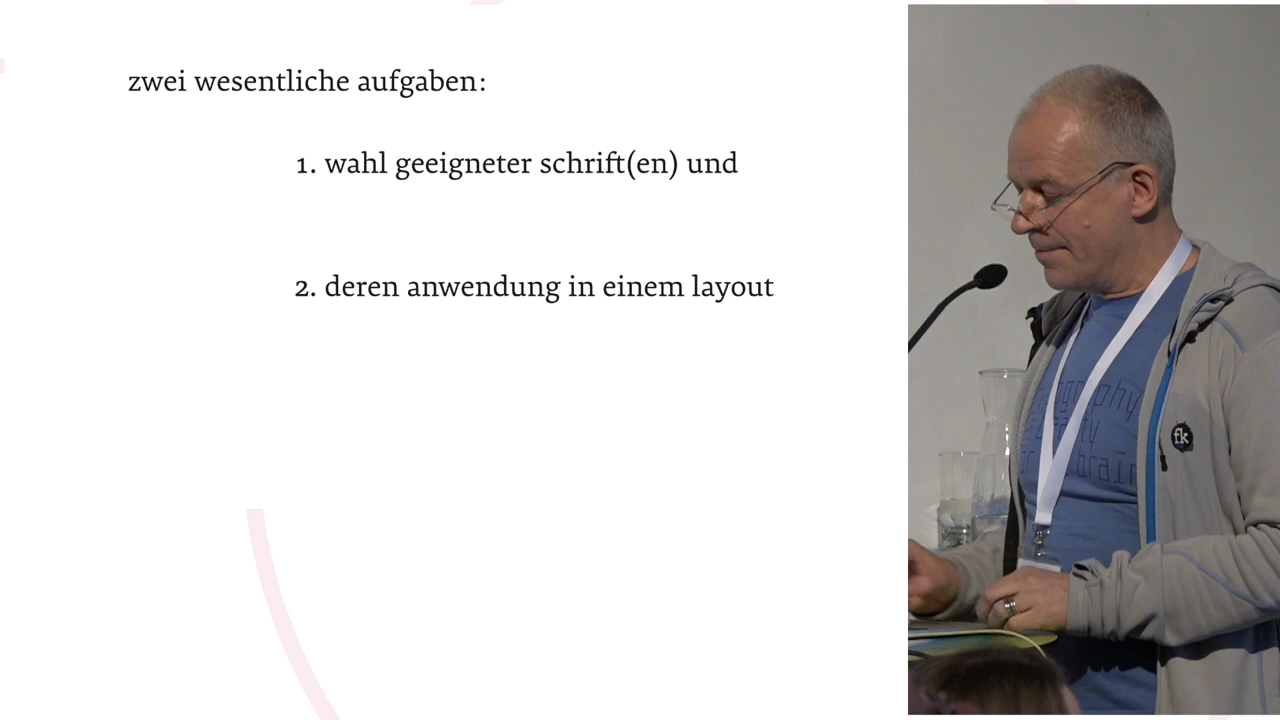 zwei wesentliche aufgaben:
1. wahl geeigneter schrift(en) und
2. deren anwendung in einem layout
fk